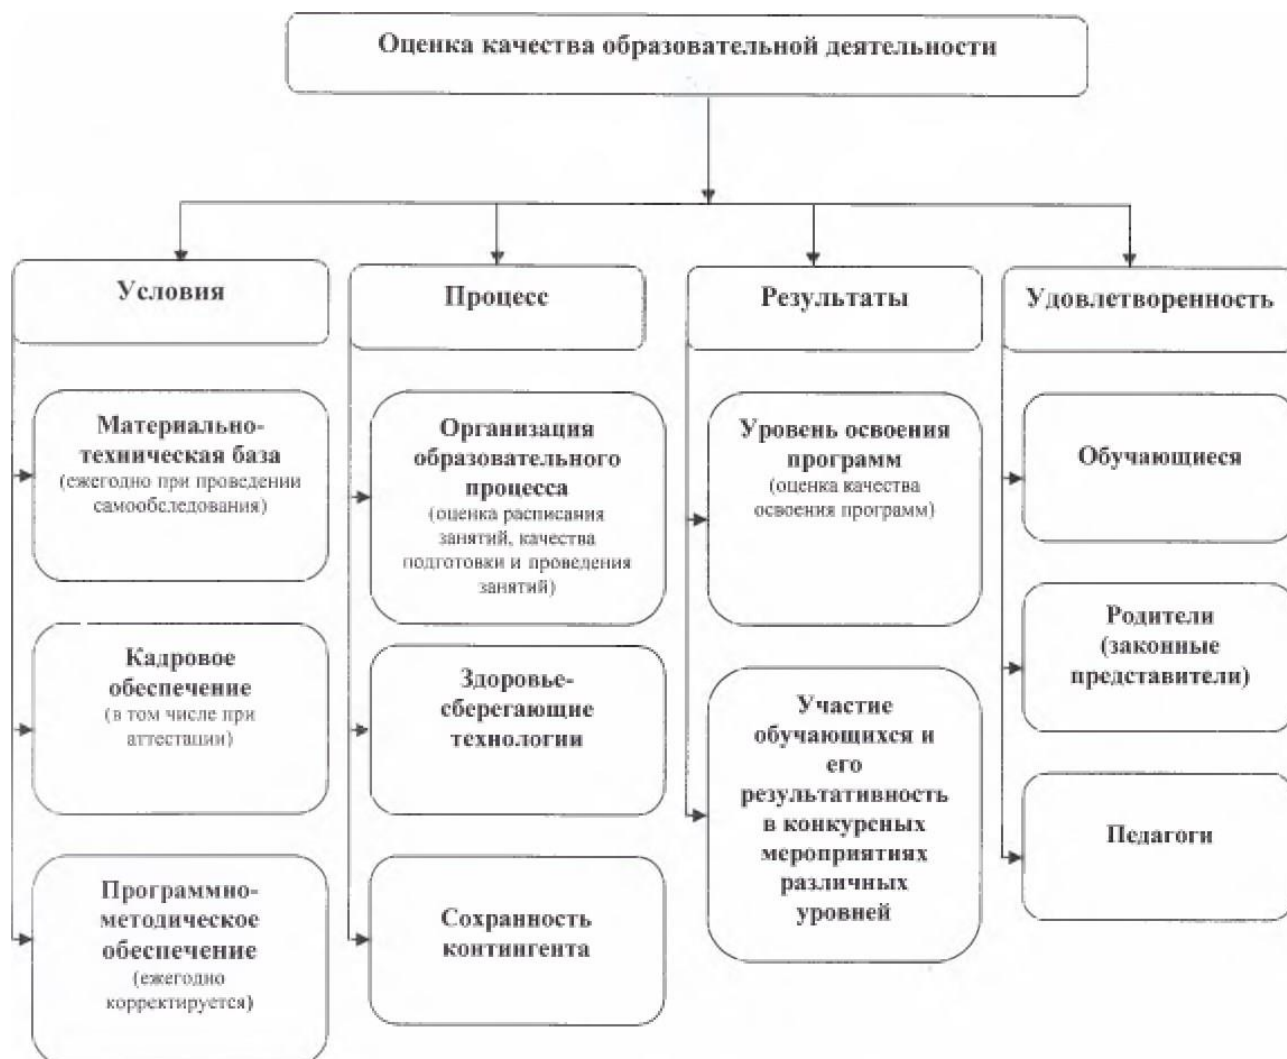 Оценка качества образовательной деятельности
Условия
Процесс
Результаты
Удовлетворенность
Материально-
техническая база
(ежегодно при проведении
самообследования)
Кадровое
обеспечение
(в том числе при
аттестации)
Программно-
методическое
обеспечение
(ежегодно
корректируется)
Организация
образовательного
процесса
(оценка расписания
занятий, качества
подготовки и проведения
занятий)
Здоровье-
сберегающие
технологии
Сохранность
контингента
Уровень освоения
программ
(оценка качества
освоения программ)
Участие
обучающихся и
его
результативность
в конкурсных
мероприятиях
различных
уровней
Обучающиеся
Родители
(законные
представители)
Педагоги